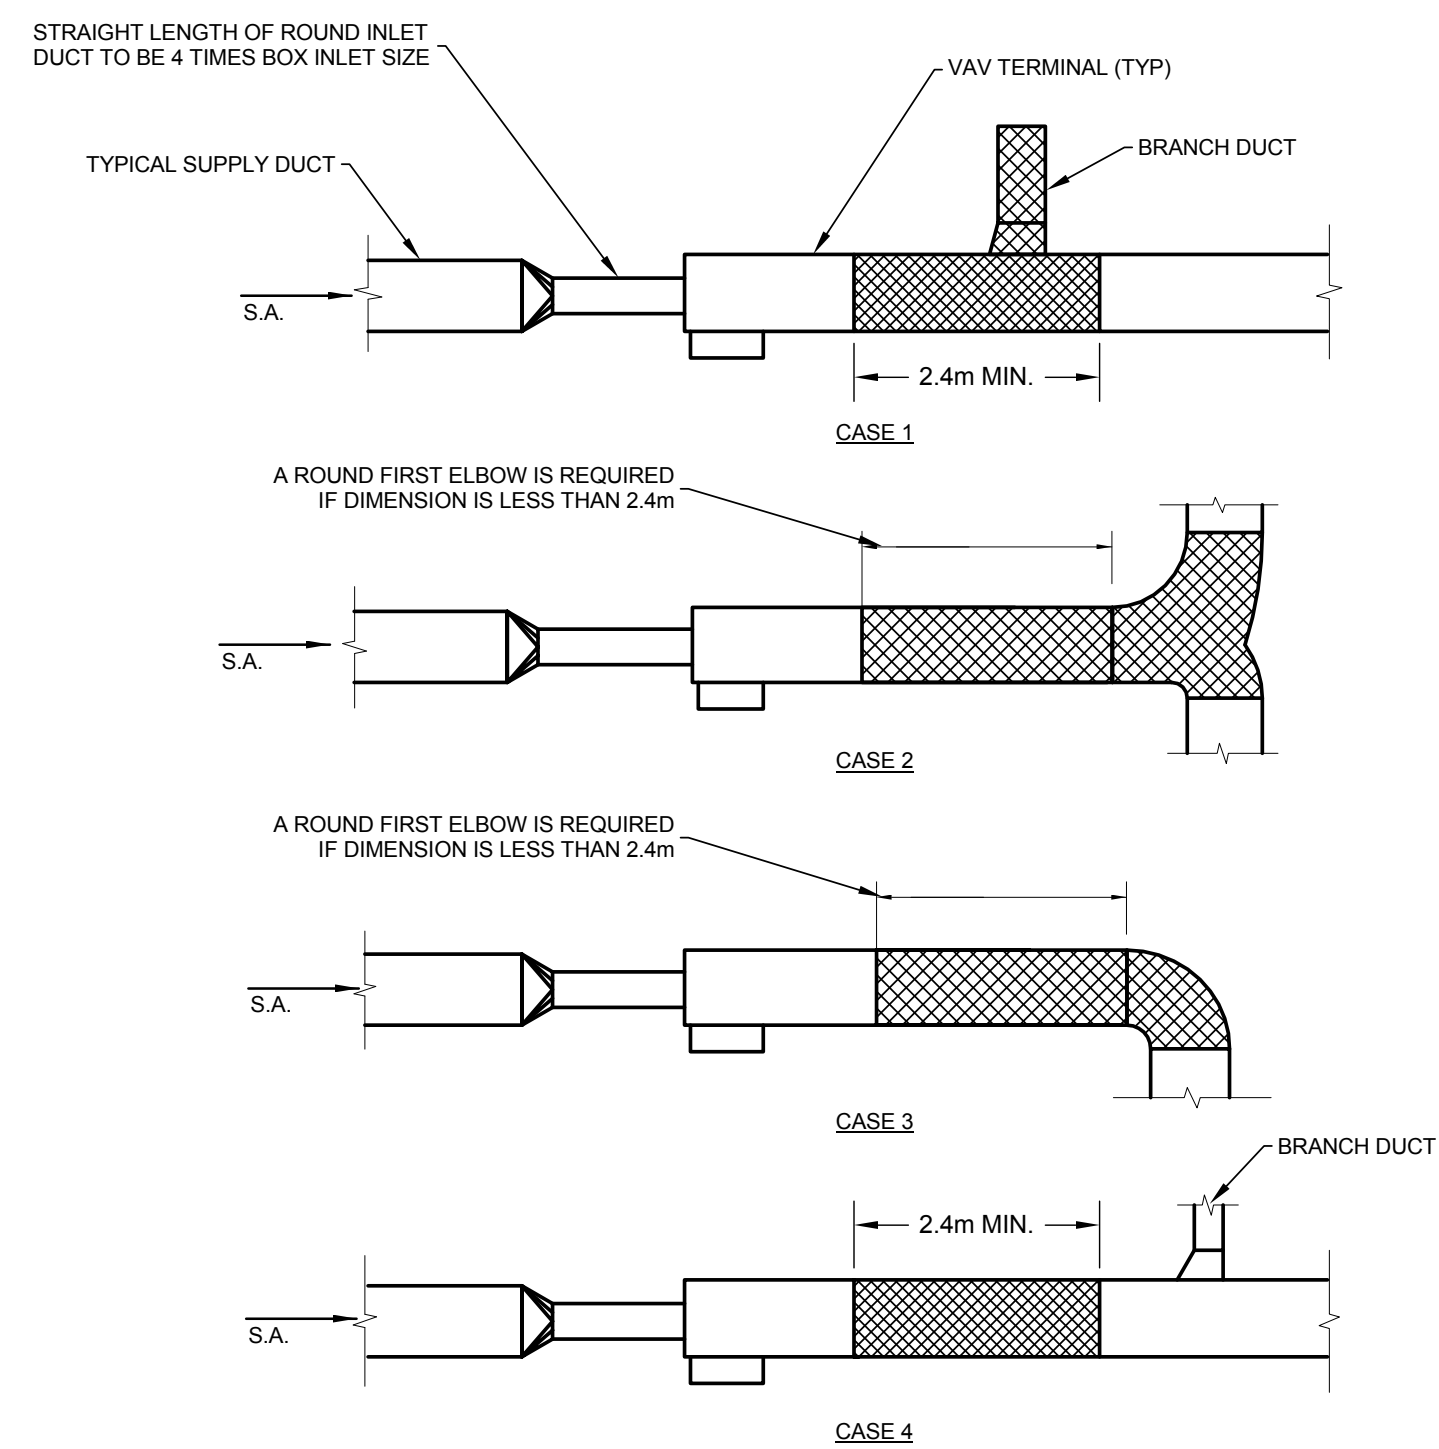 STRAIGHT LENGTH OF ROUND INLET
DUCT TO BE 4 TIMES BOX INLET SIZE
VAV TERMINAL (TYP)
BRANCH DUCT
TYPICAL SUPPLY DUCT
S.A.
2.4m MIN.
CASE 1
A ROUND FIRST ELBOW IS REQUIRED
IF DIMENSION IS LESS THAN 2.4m
S.A.
CASE 2
A ROUND FIRST ELBOW IS REQUIRED
IF DIMENSION IS LESS THAN 2.4m
S.A.
CASE 3
BRANCH DUCT
2.4m MIN.
S.A.
CASE 4